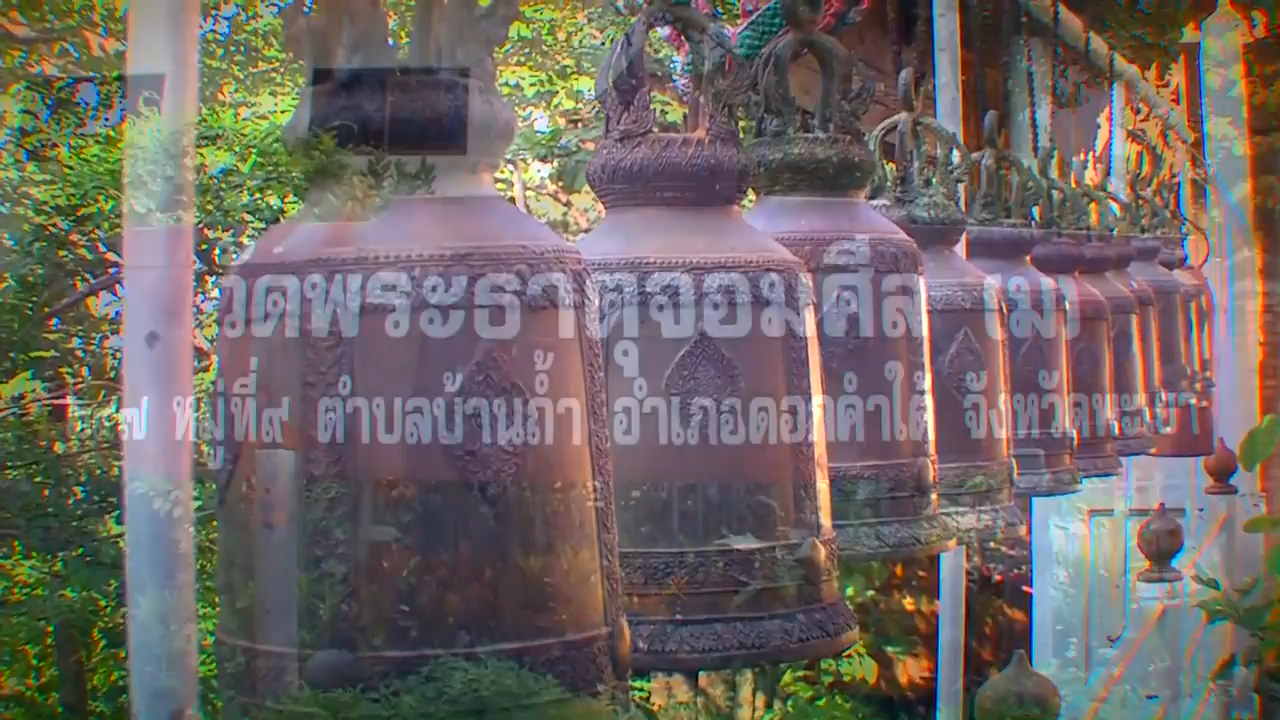 วัดพระธาตุจอมศีล
หมู่ที่๙ ตำบลบ้านถ้ำ อำเภอดอกคำใต้ จังหวัดพะเยา